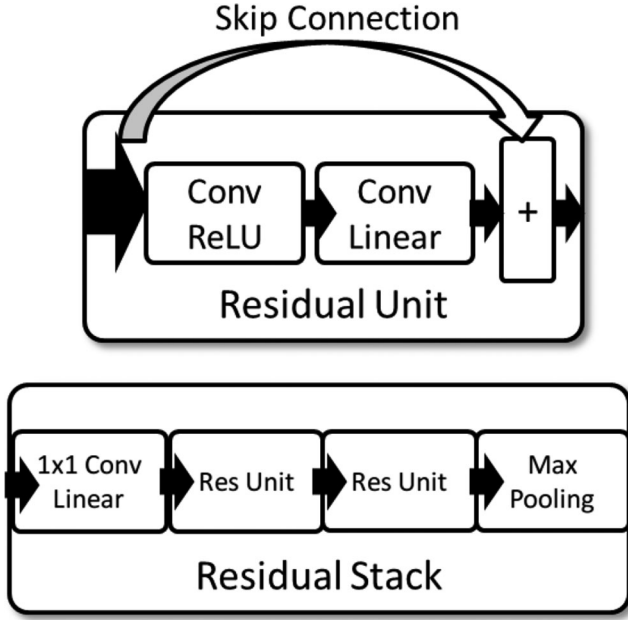 Skip Connection
Conv
ReLU
Conv
Linear
+
Residual Unit
1x1 Conv
Linear
Res Unit
Res Unit
Max
Pooling
Residual Stack